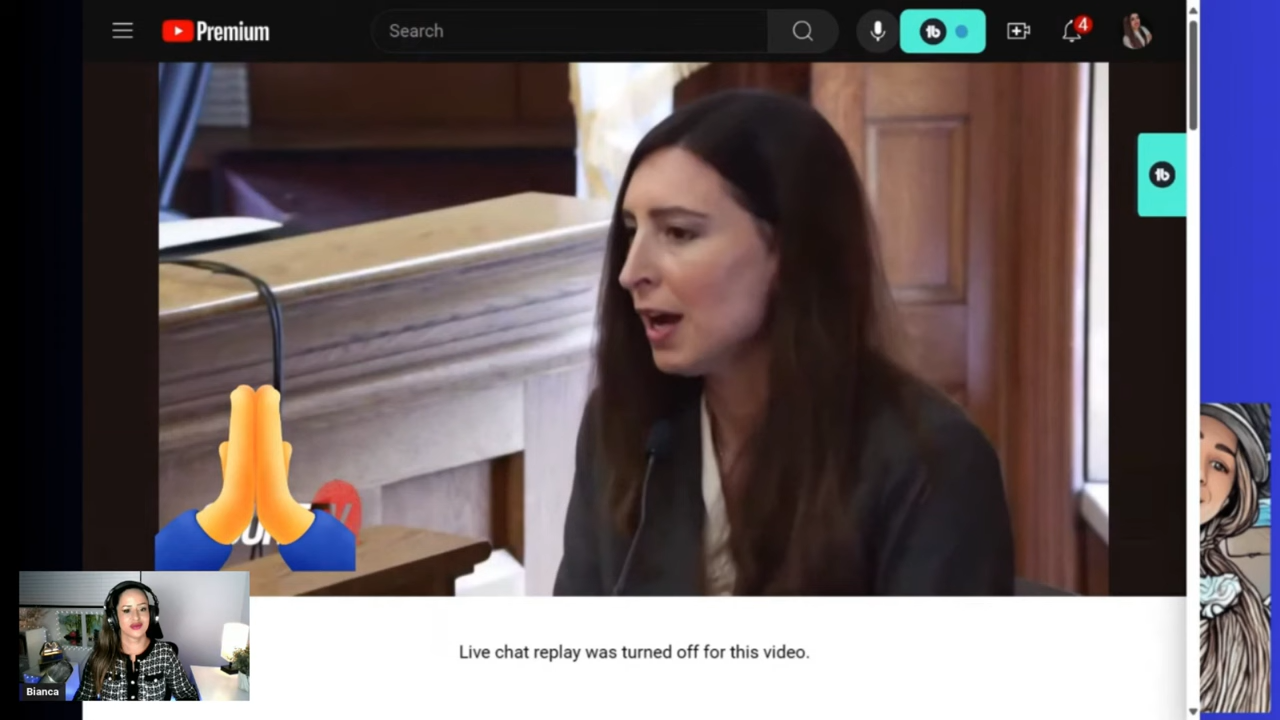 Premium
Search
4
Live chat replay was turned off for this video.
Bianca